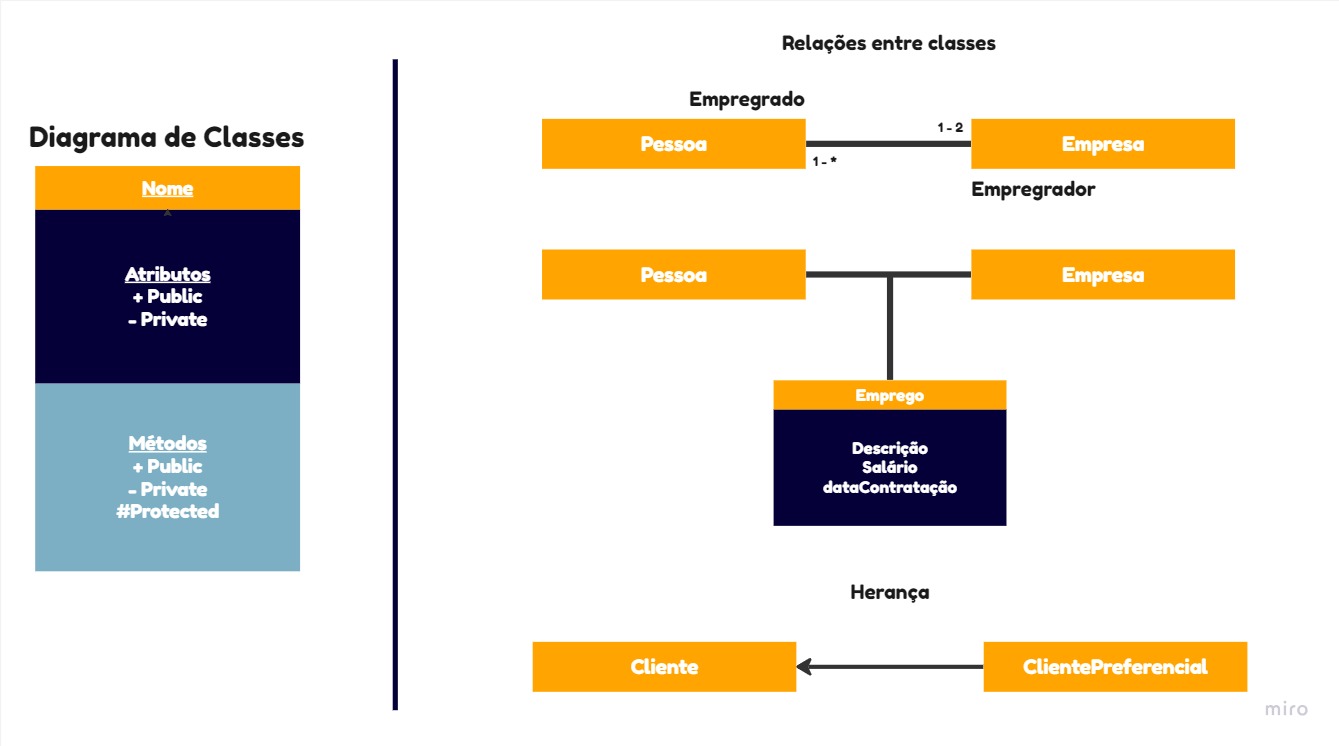 Diagrama de Classes
Nome
Atributos
+ Public
- Private
Métodos
+ Public
- Private
#Protected
Relações entre classes
Empregrado
Pessoa
1 - *
1 - 2
Empresa
Empregrador
Pessoa
Empresa
Emprego
Descrição
Salário
dataContratação
Herança
Cliente
ClientePreferencial
miro